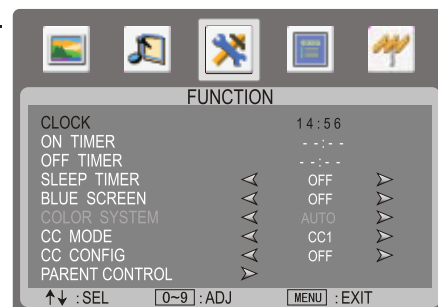 FUNCTION
CLOCK 14:56
ON TIMER --:--
OFF TIMER --:--
SLEEP TIMER OFF
BLUE SCREEN OFF
COLOR SYSTEM AUTO
CC MODE CC1
CC CONFIG OFF
PARENT CONTROL
:SEL 0~9 :ADJ MENU :EXIT